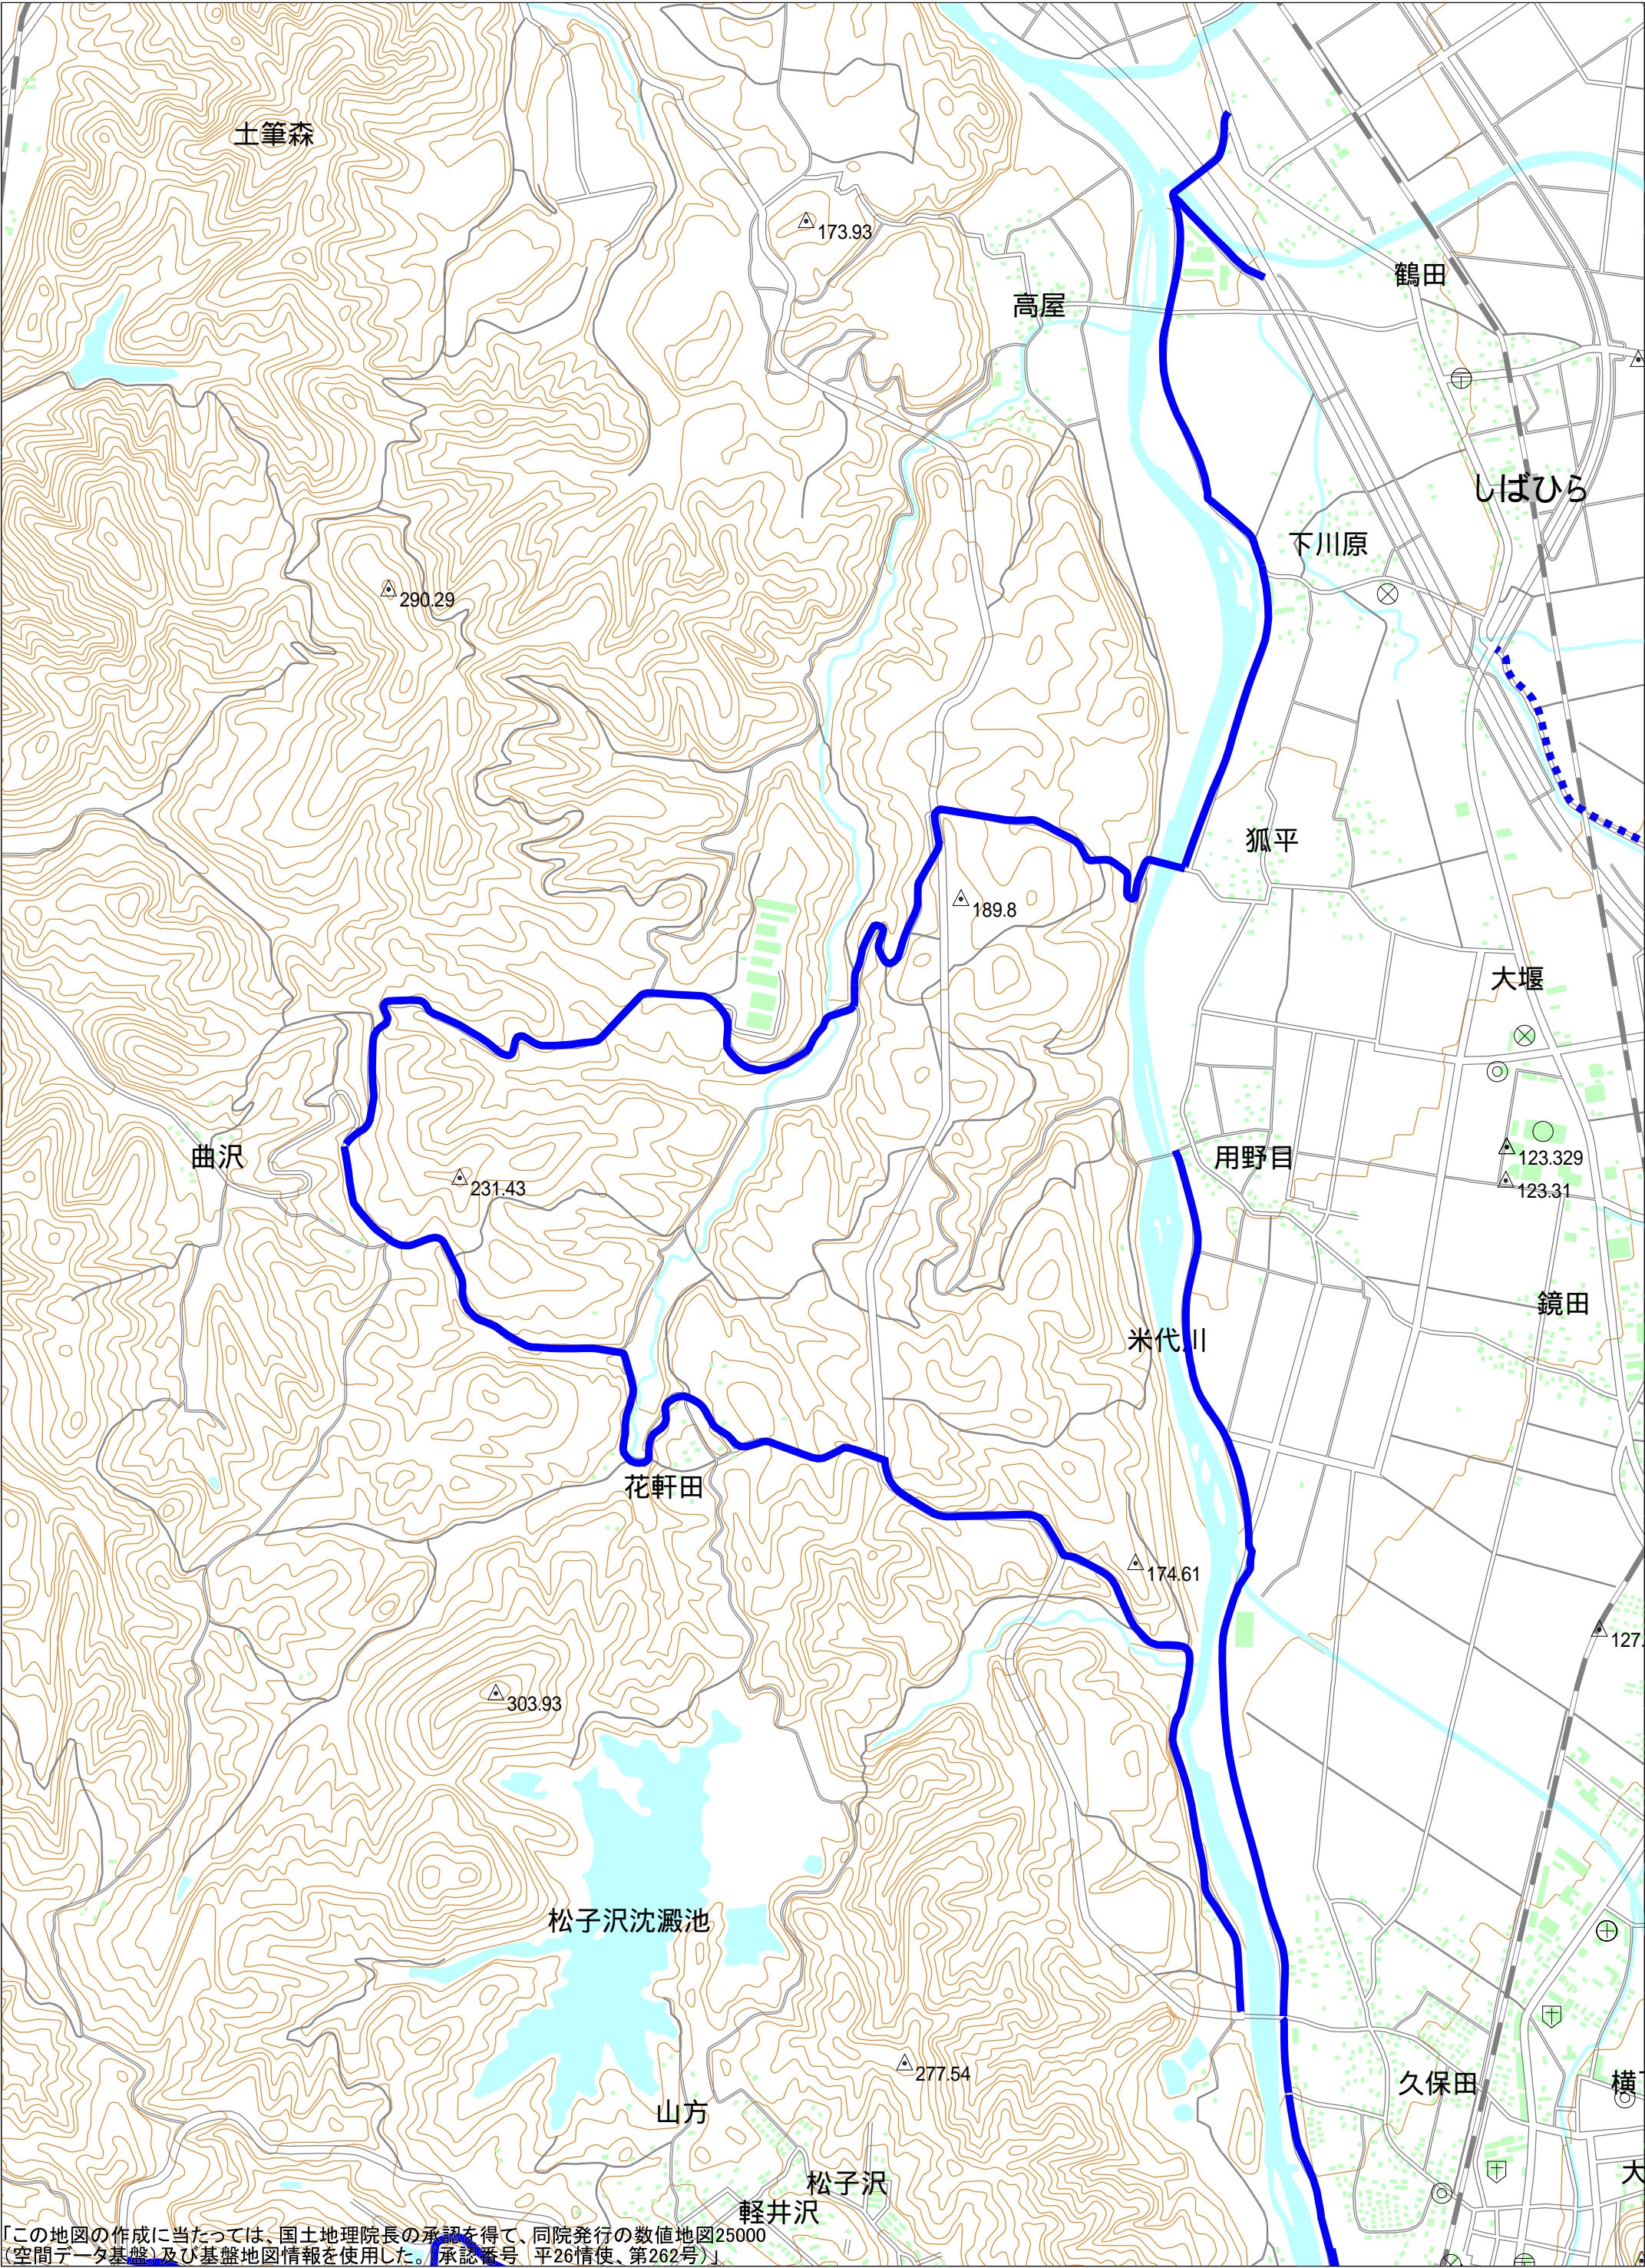 土筆森
173.93
高屋
鶴田
しばひら
下川原
290.29
狐平
189.8
大堰
曲沢
用野目
123.329
123.31
231.43
鏡田
米代川
花軒田
174.61
127.
303.93
松子沢沈澱池
277.54
久保田
山方
松子沢
軽井沢
大
「この地図の作成に当たっては、国土地理院長の承認を得て、同院発行の数値地図25000
(空間データ基盤)及び基盤地図情報を使用した。(承認番号 平26情使、第262号)」